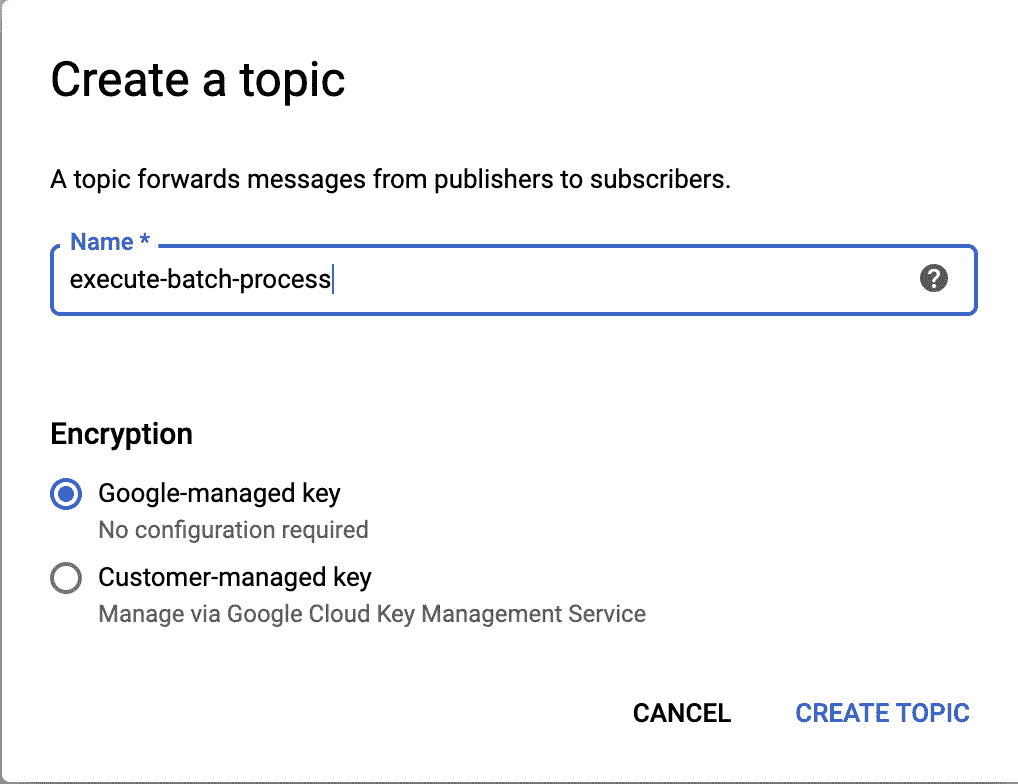 Create a topic
A topic forwards messages from publishers to subscribers.
Name *
execute-batch-process
?
Encryption
Google-managed key
No configuration required
Customer-managed key
Manage via Google Cloud Key Management Service
CANCEL CREATE TOPIC